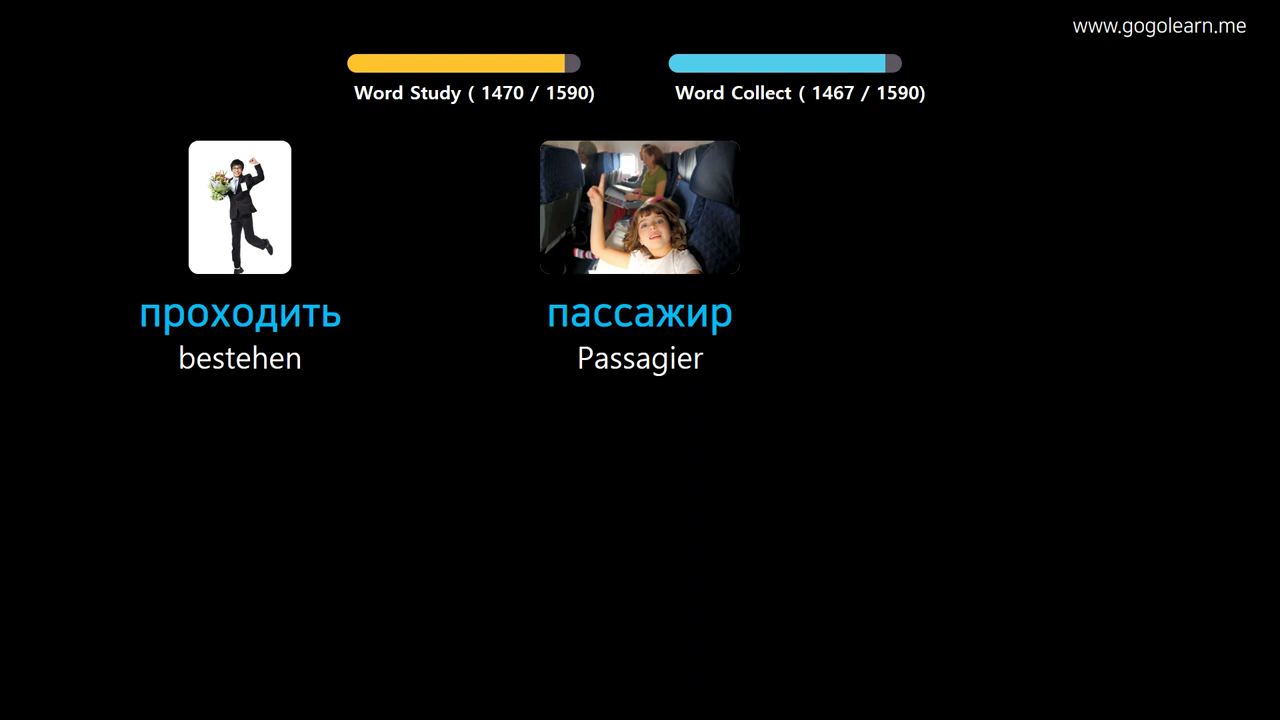 www.gogolearn.me
Word Study ( 1470 / 1590)
Word Collect ( 1467 / 1590)
проходить
bestehen
пассажир
Passagier